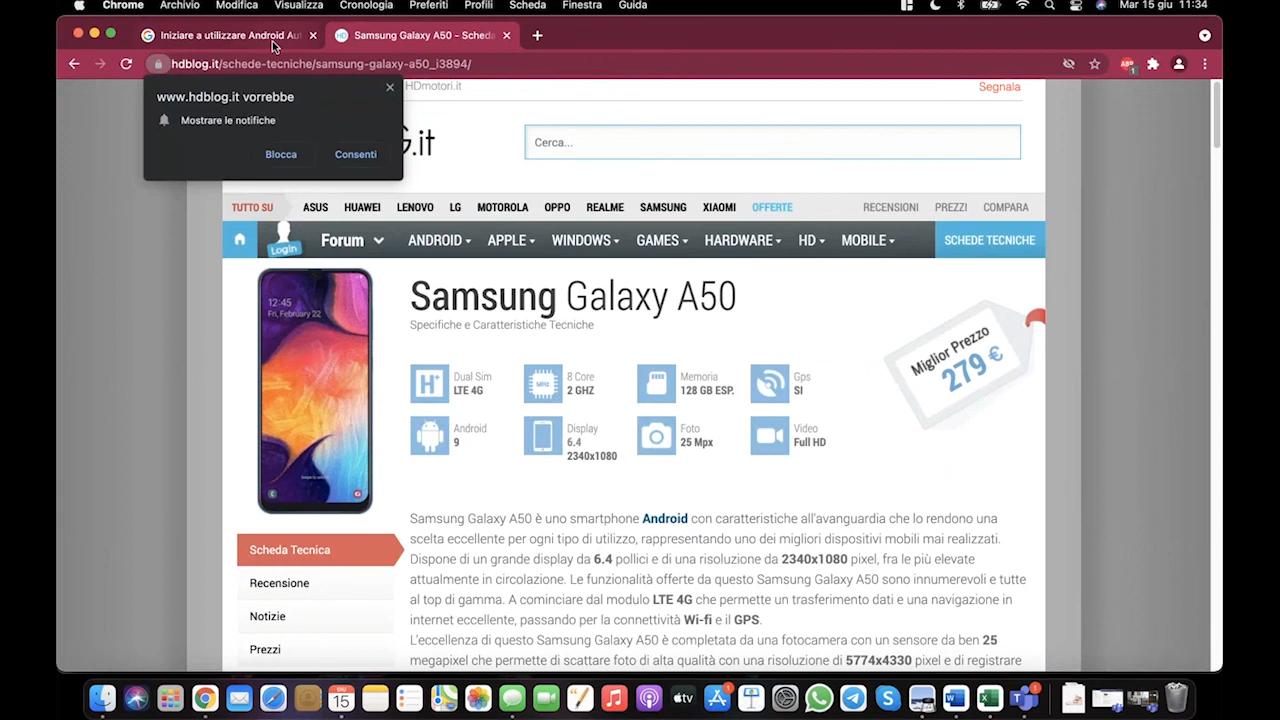 Chrome Archivio Modifica Visualizza Cronologia Preferiti Profili Scheda Finestra Guida Mar 15 giu 11:34
Iniziare a utilizzare Android Aut
Samsung Galaxy A50 - Scheda
hdblog.it/schede-tecniche/samsung-galaxy-a50_i3894/
ABP
1
www.hdblog.it vorrebbe
Mostrare le notifiche
Blocca Consenti
HDmotori.it
Segnala
G.it
Cerca...
TUTTO SU ASUS HUAWEI LENOVO LG MOTOROLA OPPO REALME SAMSUNG XIAOMI OFFERTE RECENSIONI PREZZI COMPARA
Login Forum ANDROID APPLE WINDOWS GAMES HARDWARE HD MOBILE SCHEDE TECNICHE
12:45
Fri, February 22
Samsung Galaxy A50
Specifiche e Caratteristiche Tecniche
Dual Sim
LTE 4G
8 Core
2 GHZ
Memoria
128 GB ESP.
Gps
SI
Android
9
Display
6.4
2340x1080
Foto
25 Mpx
Video
Full HD
Miglior Prezzo
279 €
Samsung Galaxy A50 è uno smartphone Android con caratteristiche all'avanguardia che lo rendono una
scelta eccellente per ogni tipo di utilizzo, rappresentando uno dei migliori dispositivi mobili mai realizzati.
Dispone di un grande display da 6.4 pollici e di una risoluzione da 2340x1080 pixel, fra le più elevate
attualmente in circolazione. Le funzionalità offerte da questo Samsung Galaxy A50 sono innumerevoli e tutte
al top di gamma. A cominciare dal modulo LTE 4G che permette un trasferimento dati e una navigazione in
internet eccellente, passando per la connettività Wi-fi e il GPS.
L'eccellenza di questo Samsung Galaxy A50 è completata da una fotocamera con un sensore da ben 25
megapixel che permette di scattare foto di alta qualità con una risoluzione di 5774x4330 pixel e di registrare
Scheda Tecnica
Recensione
Notizie
Prezzi
GIU
15
tv
1
1